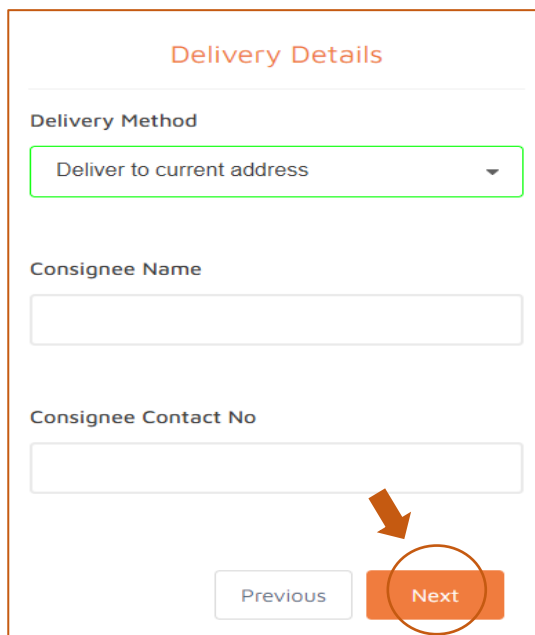 Delivery Details
Delivery Method
Deliver to current address
Consignee Name
Consignee Contact No
Previous
Next